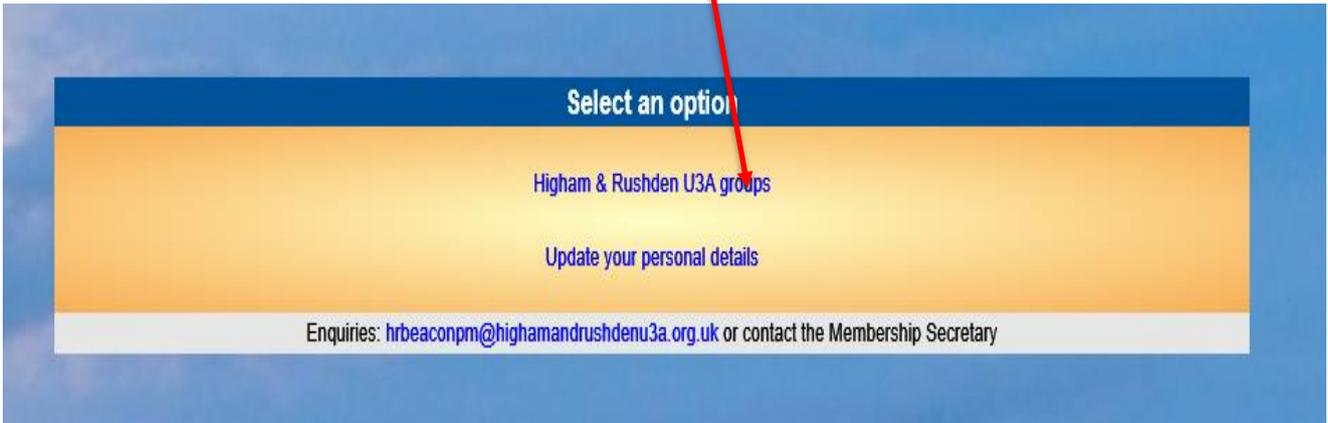 Select an option
Higham & Rushden U3A groups
Update your personal details
Enquiries: hrbeaconpm@highamandrushdenu3a.org.uk or contact the Membership Secretary